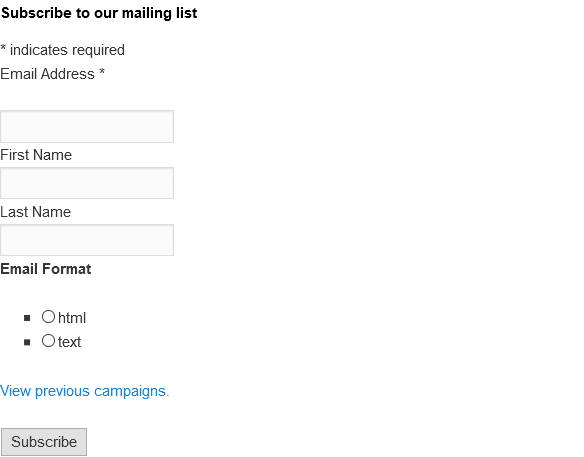 Subscribe to our mailing list
* indicates required
Email Address *
First Name
Last Name
Email Format
html
text
View previous campaigns.
Subscribe